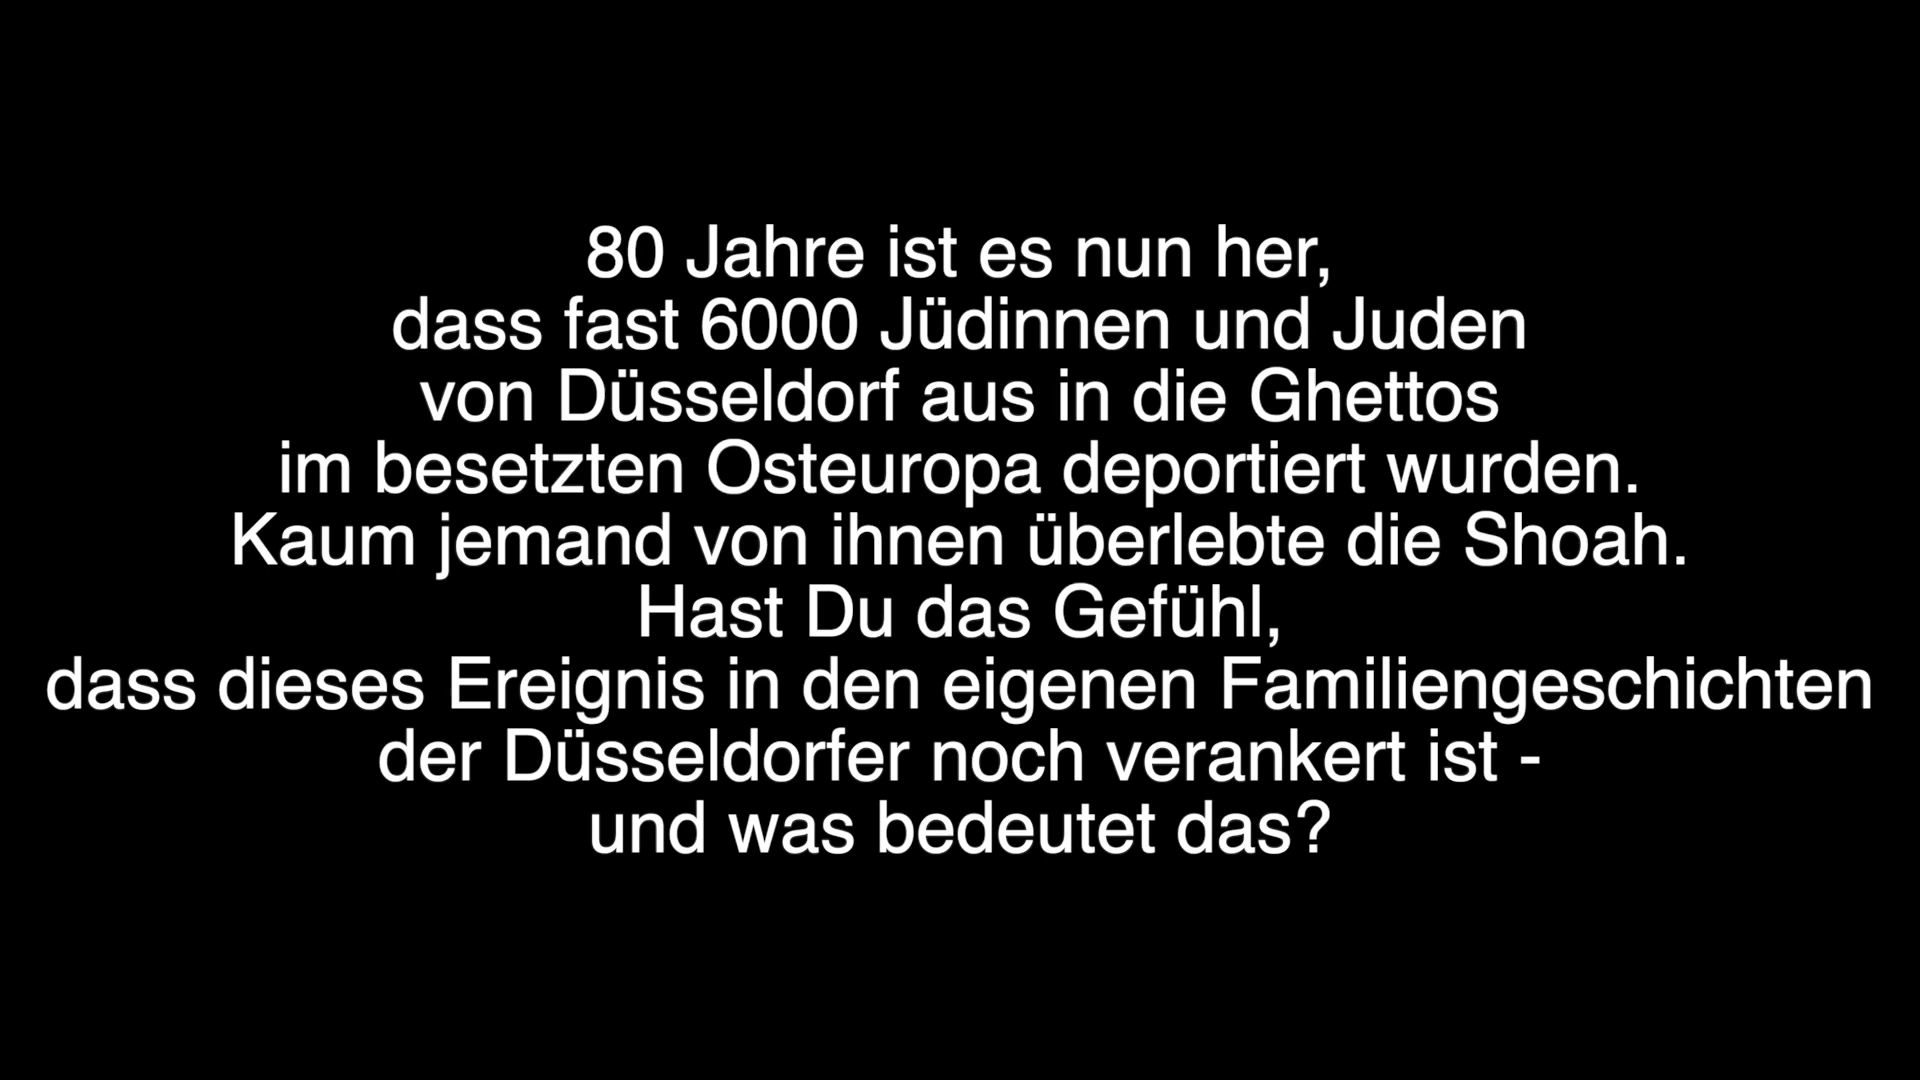 80 Jahre ist es nun her,
dass fast 6000 Jüdinnen und Juden
von Düsseldorf aus in die Ghettos
im besetzten Osteuropa deportiert wurden.
Kaum jemand von ihnen überlebte die Shoah.
Hast Du das Gefühl,
dass dieses Ereignis in den eigenen Familiengeschichten
der Düsseldorfer noch verankert ist -
und was bedeutet das?